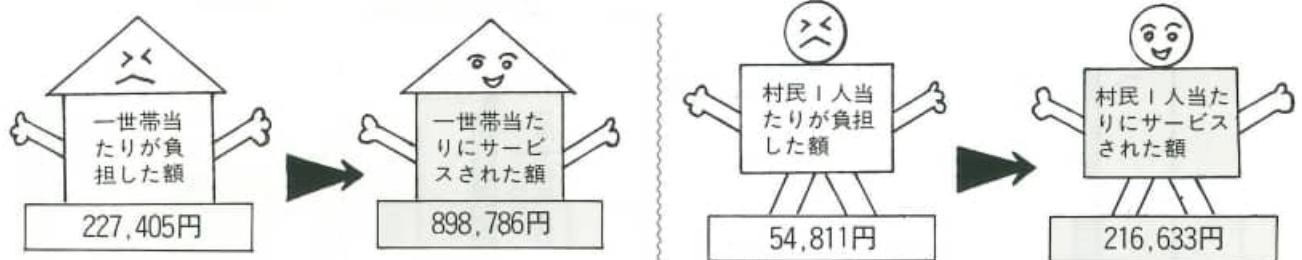 一世帯当
たりが負
担した額
227,405円
一世帯当た
りにサービ
スされた額
898,786円
村民1人当
たりが負担
した額
54,811円
村民1人当た
りにサービス
された額
216,633円